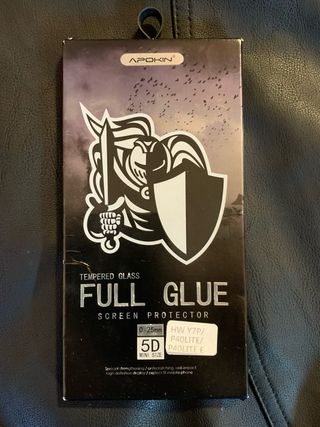 APOKIN
TEMPERED GLASS
FULL GLUE
SCREEN PROTECTOR
0.25mm
5D
MINI SIZE
HW Y7P/
P40LITE/
P40LITE E